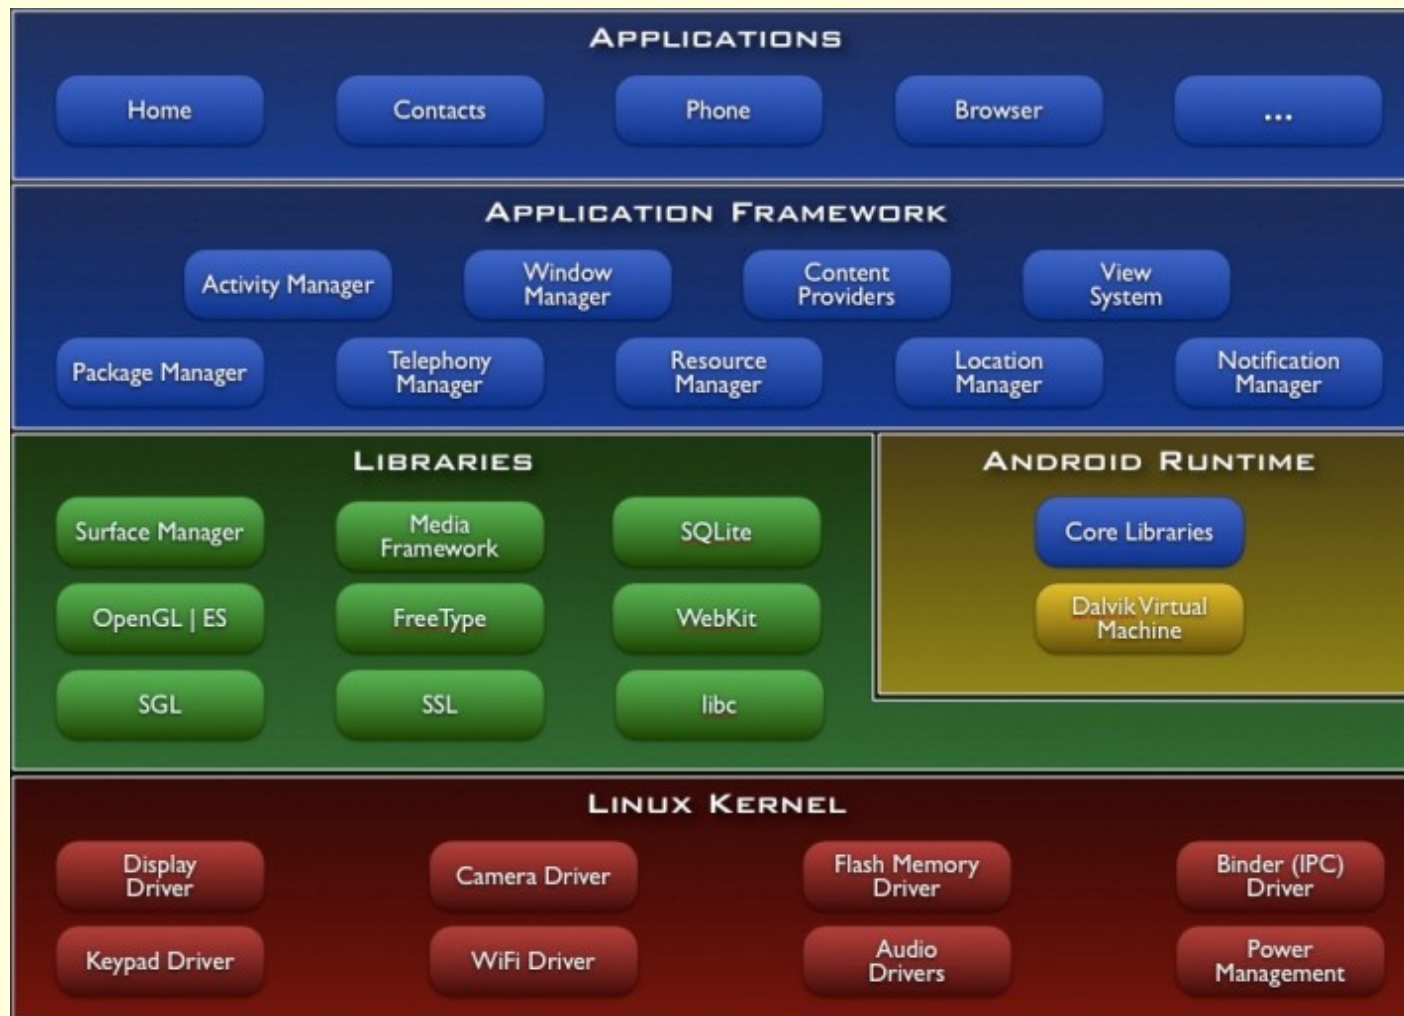 APPLICATIONS
Home
Contacts
Phone
Browser
...
APPLICATION FRAMEWORK
Activity Manager
Window
Manager
Content
Providers
View
System
Package Manager
Telephony
Manager
Resource
Manager
Location
Manager
Notification
Manager
LIBRARIES
Surface Manager
Media
Framework
SQLite
OpenGL | ES
FreeType
WebKit
SGL
SSL
libc
ANDROID RUNTIME
Core Libraries
Dalvik Virtual
Machine
LINUX KERNEL
Display
Driver
Camera Driver
Flash Memory
Driver
Binder (IPC)
Driver
Keypad Driver
WiFi Driver
Audio
Drivers
Power
Management